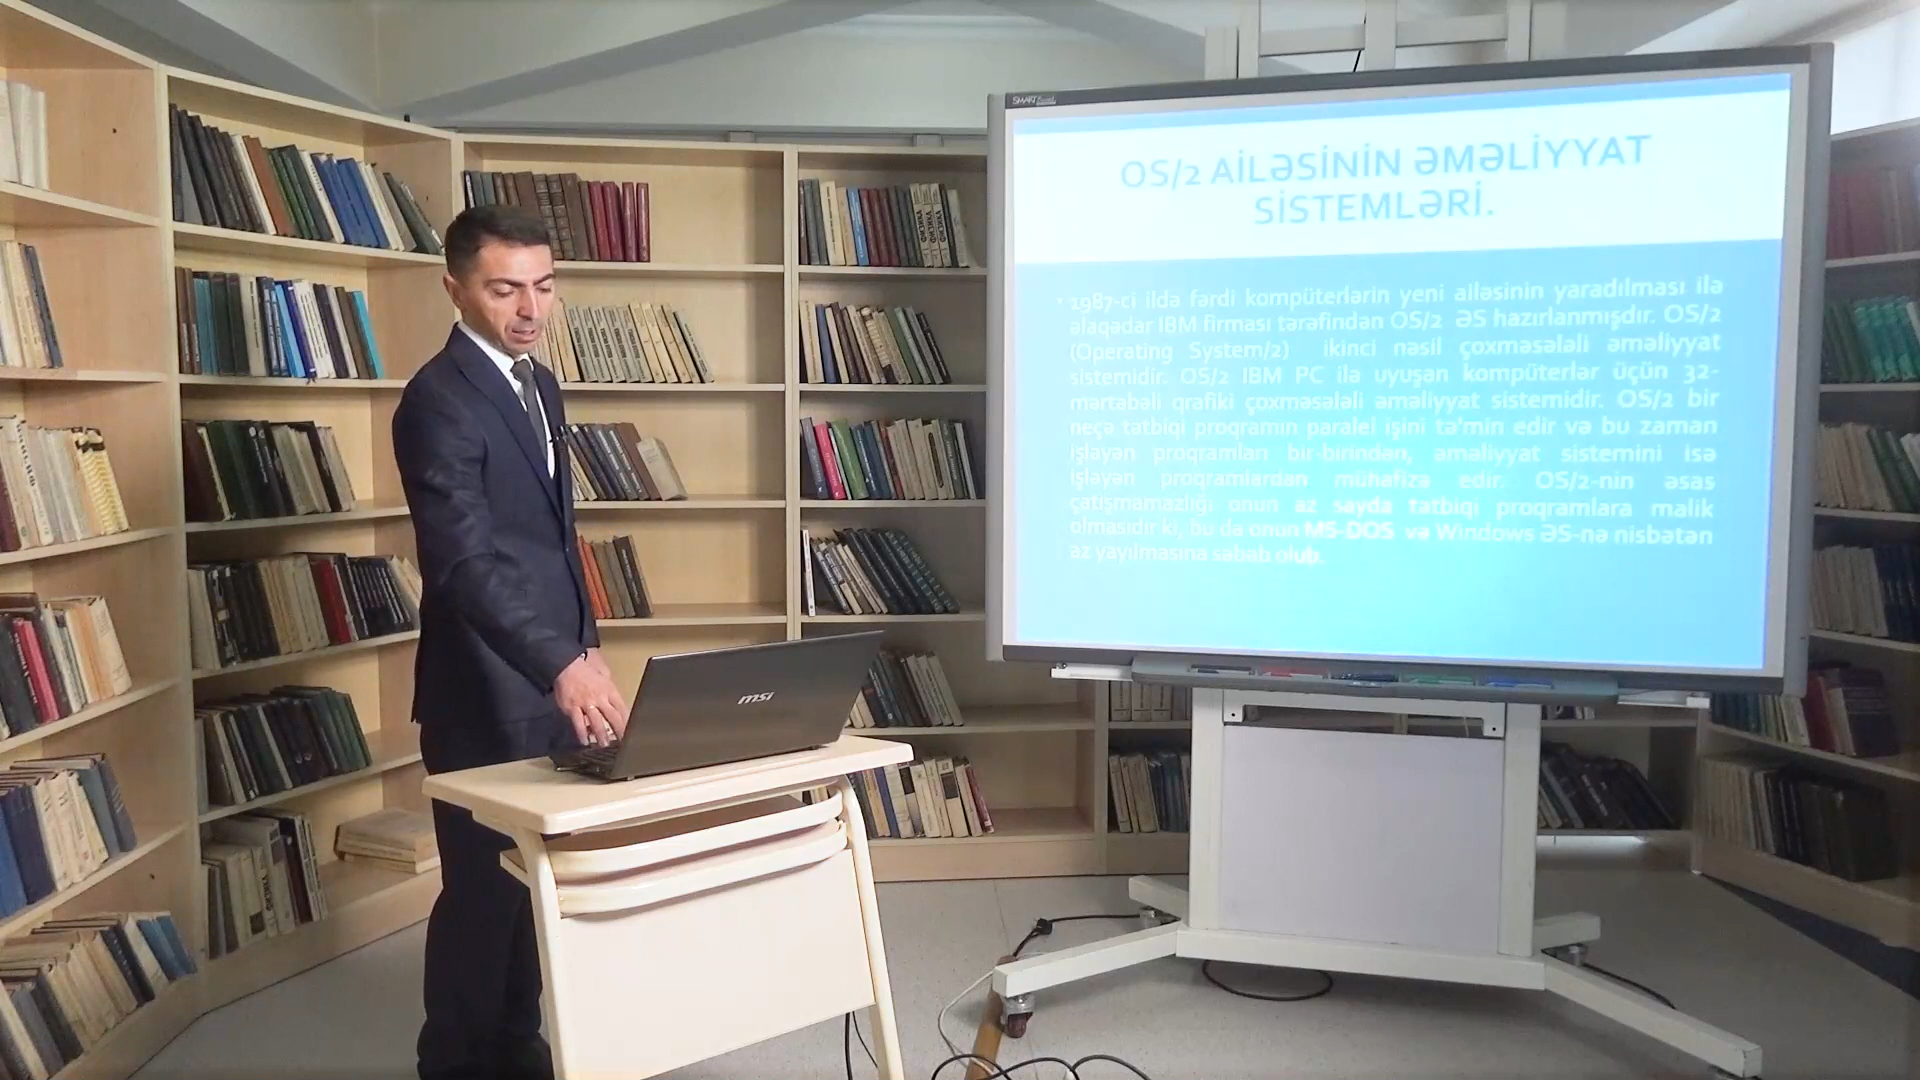 SMART
OS/2 AİLƏSİNİN ƏMƏLİYYAT
SİSTEMLƏRİ.
• 1987-ci ildə fərdi kompüterlərin yeni ailəsinin yaradılması ilə
əlaqədar IBM firması tərəfindən OS/2 ƏS hazırlanmışdır. OS/2
(Operating System/2) ikinci nəsil çoxməsələli əməliyyat
sistemidir. OS/2 IBM PC ilə uyuşan kompüterlər üçün 32-
mərtəbəli qrafiki çoxməsələli əməliyyat sistemidir. OS/2 bir
neçə tətbiqi proqramın paralel işini tə'min edir və bu zaman
işləyən proqramları bir-birindən, əməliyyat sistemini isə
işləyən proqramlardan mühafizə edir. OS/2-nin əsas
çatışmamazlığı onun az sayda tətbiqi proqramlara malik
olmasıdır ki, bu da onun MS-DOS və Windows ƏS-nə nisbətən
az yayılmasına səbəb olub.
msi